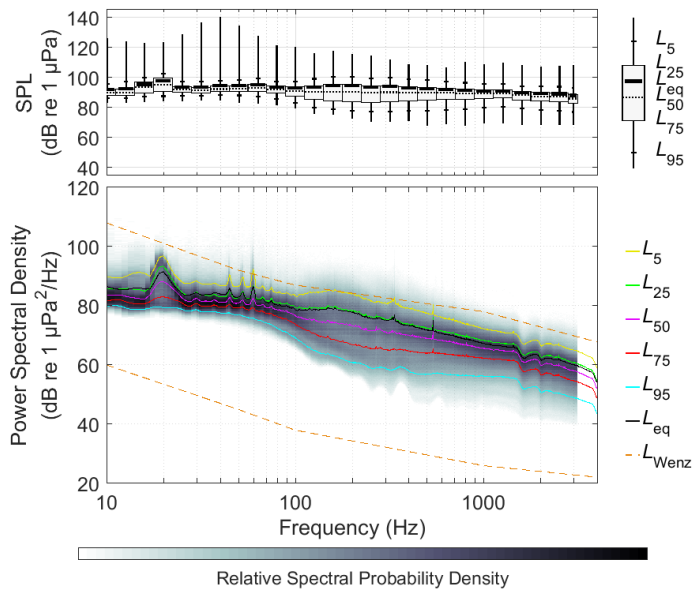 140
120
100
80
60
40
SPL
(dB re 1 µPa)
L5
L25
Leq
L50
L75
L95
120
100
80
60
40
20
Power Spectral Density
(dB re 1 µPa²/Hz)
10
100
1000
Frequency (Hz)
L5
L25
L50
L75
L95
Leq
LWenz
Relative Spectral Probability Density